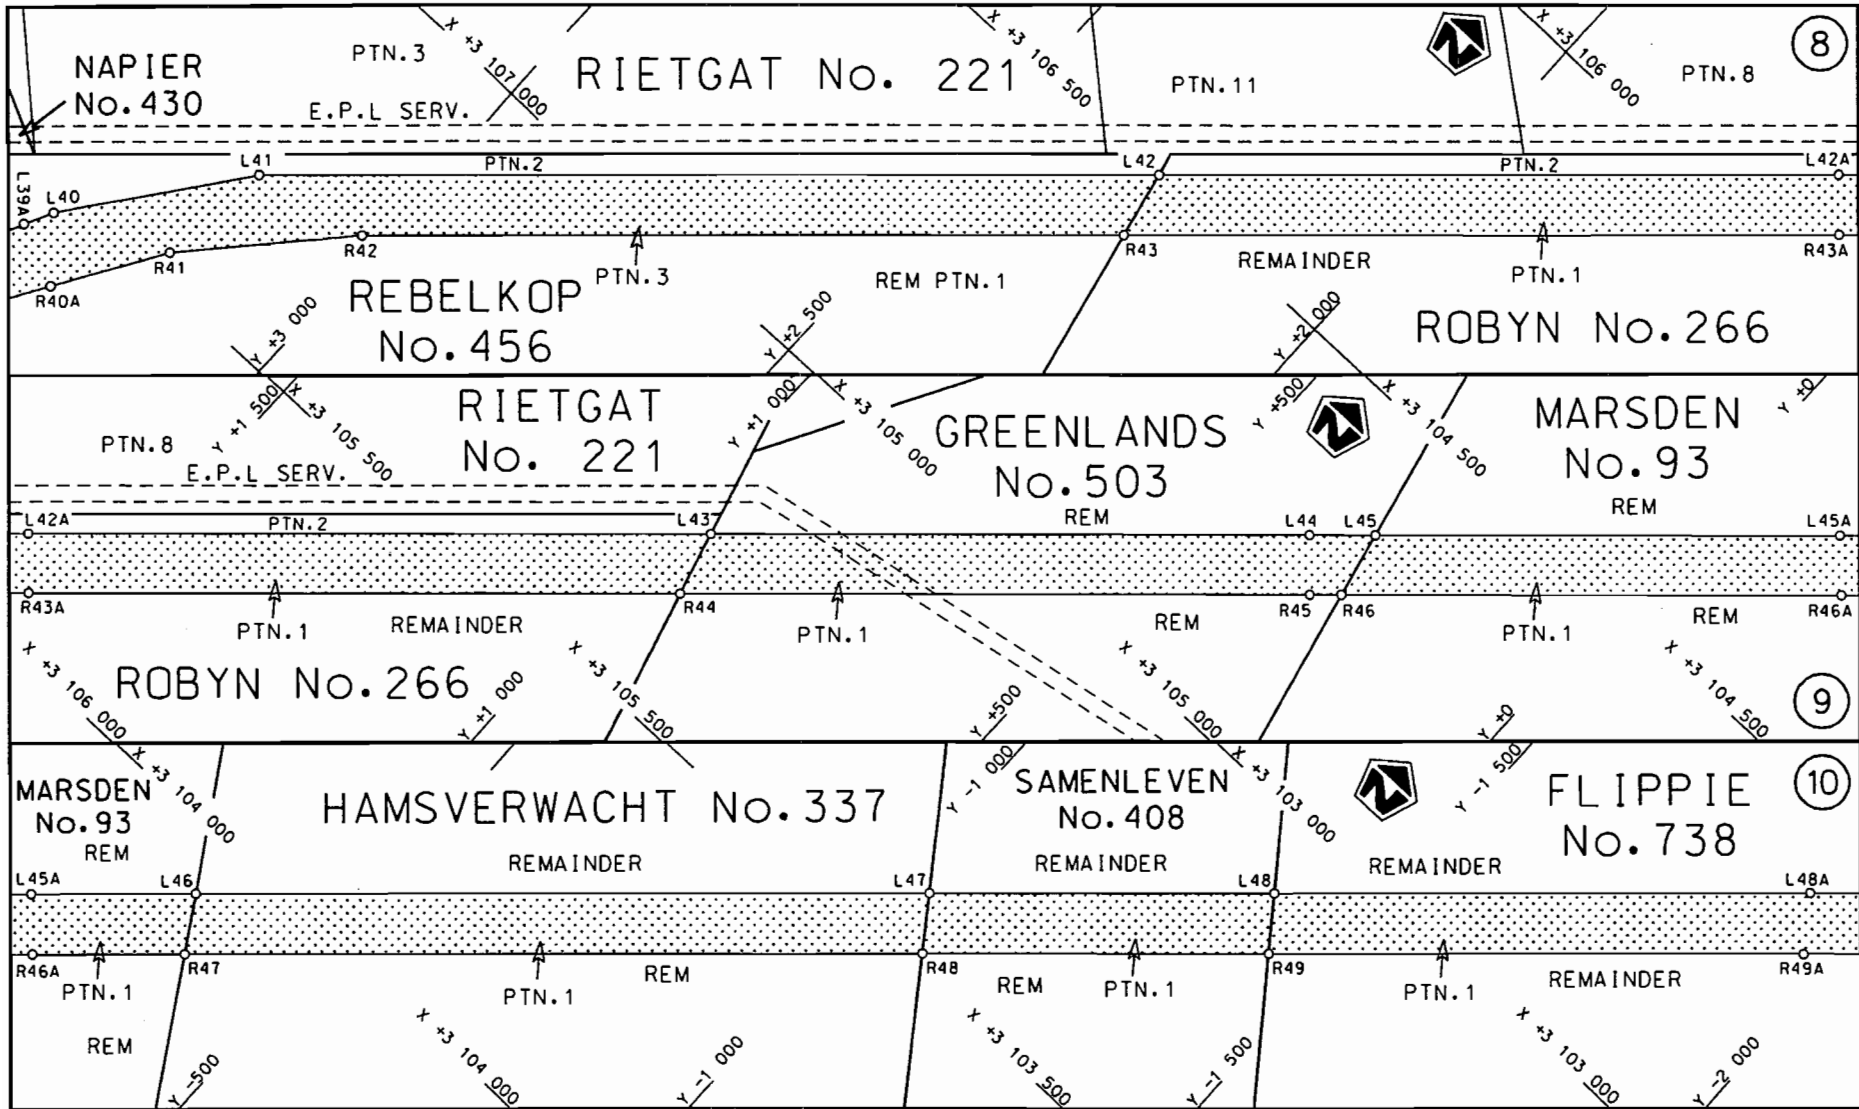 NAPIER
No.430
PTN.3
X +3 107 000
RIETGAT No. 221
X +3 106 500
PTN.11
X +3 106 000
PTN.8
8
E.P.L SERV.
L39A
L40
L41
PTN.2
L42
PTN.2
L42A
R40A
R41
R42
PTN.3
REM PTN.1
R43
REMAINDER
PTN.1
R43A
REBELKOP
No.456
Y +3 000
Y +2 500
Y +2 000
ROBYN No.266
PTN.8
Y +1 500
X +3 105 500
RIETGAT
No. 221
Y +1 000
X +3 105 000
GREENLANDS
No.503
REM
Y +500
X +3 104 500
MARSDEN
No.93
REM
Y +0
E.P.L SERV.
L42A
PTN.2
L43
L44
L45
L45A
R43A
PTN.1
REMAINDER
R44
PTN.1
REM
R45
R46
PTN.1
REM
R46A
X +3 106 000
ROBYN No.266
Y +1 000
X +3 105 500
Y +500
X +3 105 000
Y +0
X +3 104 500
9
MARSDEN
No.93
REM
X +3 104 000
HAMSVERWACHT No.337
REMAINDER
Y -1 000
SAMENLEVEN
No.408
REMAINDER
X +3 103 000
Y -1 500
FLIPPIE
No.738
REMAINDER
10
L45A
L46
L47
L48
L48A
R46A
PTN.1
R47
PTN.1
REM
R48
REM
PTN.1
R49
PTN.1
REMAINDER
R49A
REM
Y -500
X +3 104 000
Y -1 000
X +3 103 500
Y -1 500
X +3 103 000
Y -2 000